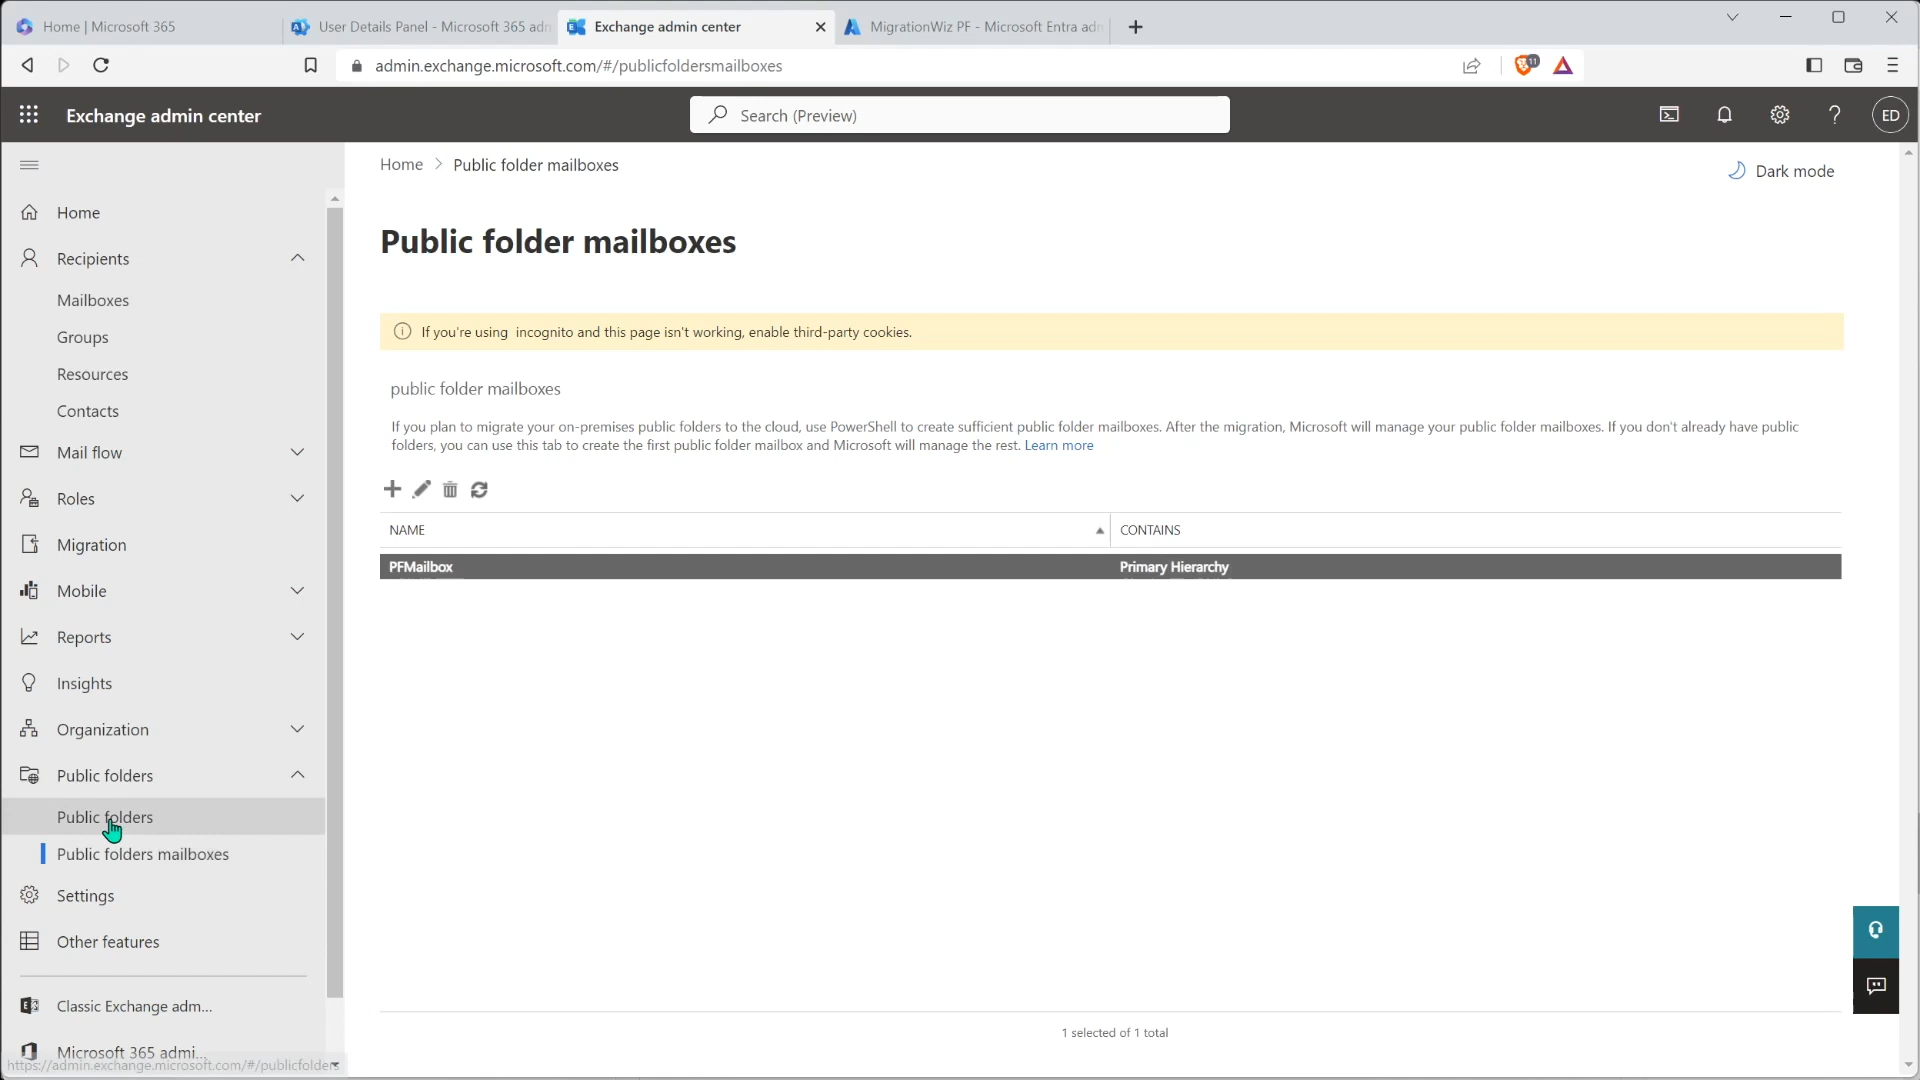 Home | Microsoft 365
User Details Panel - Microsoft 365 adn
Exchange admin center
MigrationWiz PF - Microsoft Entra adn
admin.exchange.microsoft.com/#/publicfoldersmailboxes
11
Exchange admin center
Search (Preview)
ED
Home
Public folder mailboxes
Dark mode
Home
Recipients
Mailboxes
Groups
Resources
Contacts
Mail flow
Roles
Migration
Mobile
Reports
Insights
Organization
Public folders
Public folders
Public folders mailboxes
Settings
Other features
Classic Exchange adm...
Microsoft 365 admi...
https://admin.exchange.microsoft.com/#/publicfolders
Public folder mailboxes
If you're using incognito and this page isn't working, enable third-party cookies.
public folder mailboxes
If you plan to migrate your on-premises public folders to the cloud, use PowerShell to create sufficient public folder mailboxes. After the migration, Microsoft will manage your public folder mailboxes. If you don't already have public
folders, you can use this tab to create the first public folder mailbox and Microsoft will manage the rest. Learn more
NAME
CONTAINS
PFMailbox
Primary Hierarchy
1 selected of 1 total